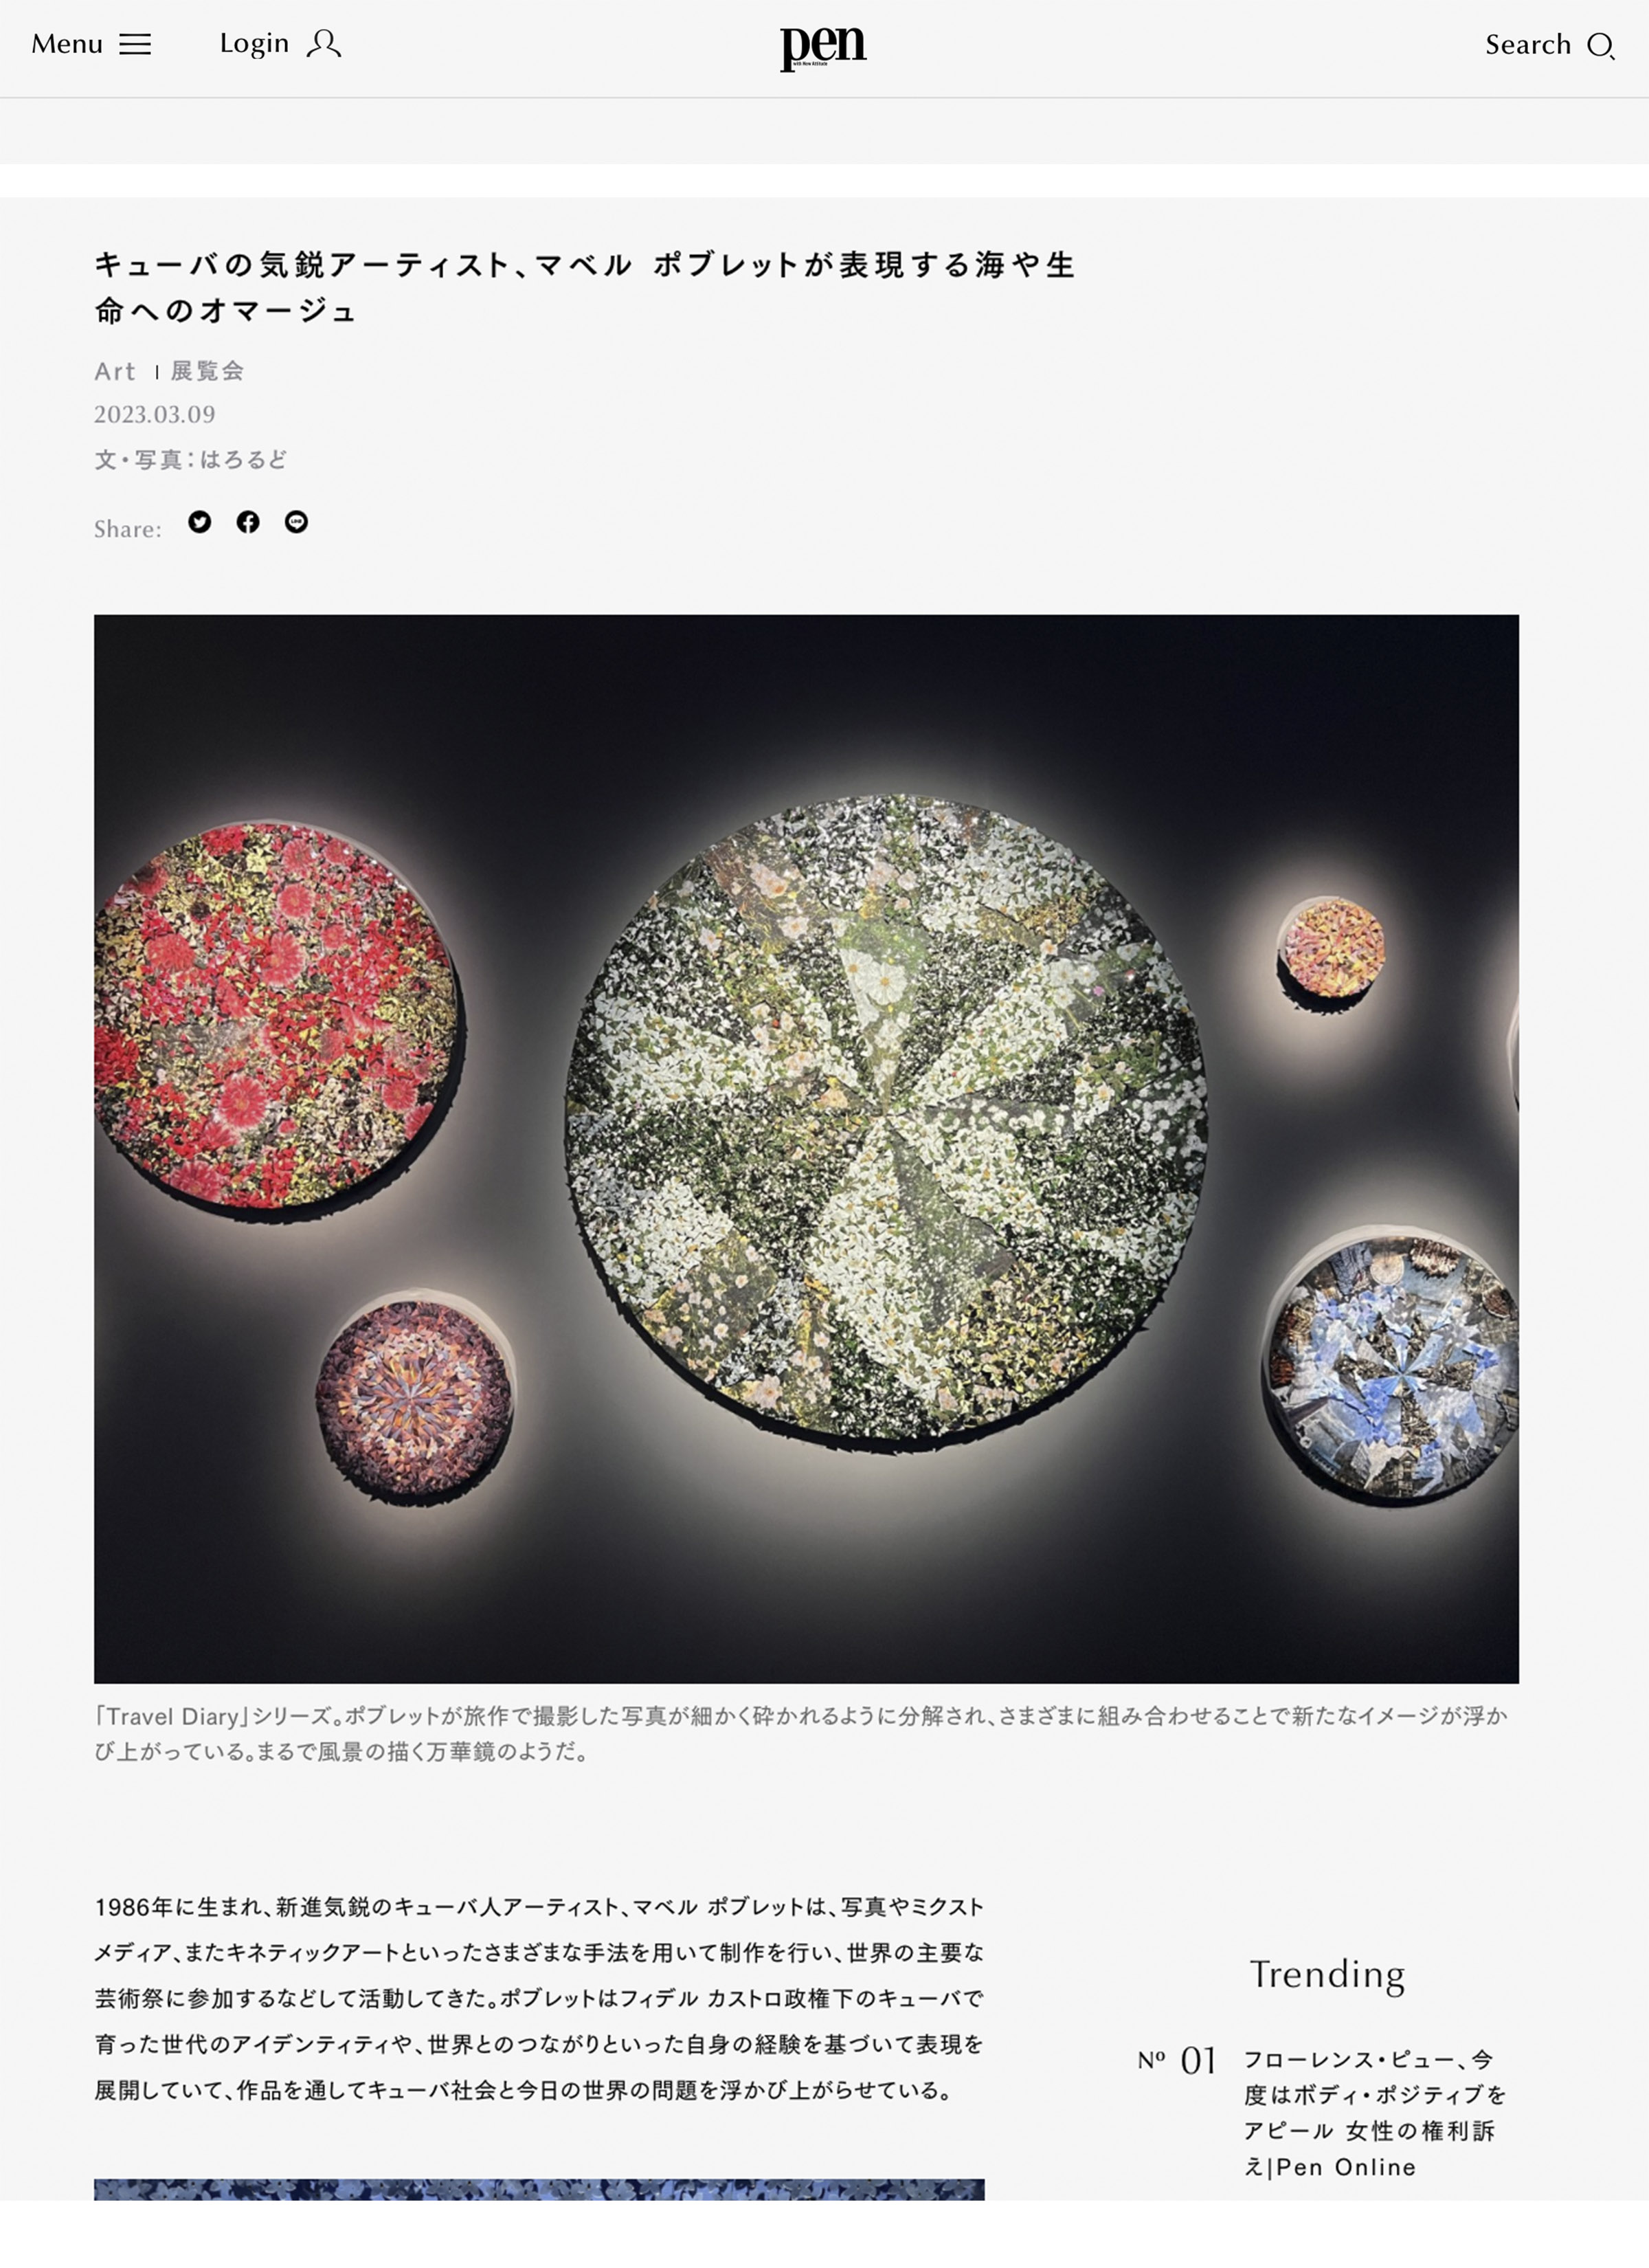 Menu
Login
pen
with New Attitude
Search
キューバの気鋭アーティスト、マベル ポブレットが表現する海や生
命へのオマージュ
Art | 展覧会
2023.03.09
文・写真：はろるど
Share:
「Travel Diary」シリーズ。ポブレットが旅作で撮影した写真が細かく砕かれるように分解され、さまざまに組み合わせることで新たなイメージが浮か
び上がっている。まるで風景の描く万華鏡のようだ。
1986年に生まれ、新進気鋭のキューバ人アーティスト、マベル ポブレットは、写真やミクスト
メディア、またキネティックアートといったさまざまな手法を用いて制作を行い、世界の主要な
芸術祭に参加するなどして活動してきた。ポブレットはフィデル カストロ政権下のキューバで
育った世代のアイデンティティや、世界とのつながりといった自身の経験を基づいて表現を
展開していて、作品を通してキューバ社会と今日の世界の問題を浮かび上がらせている。
Trending
Nº 01
フローレンス・ピュー、今
度はボディ・ポジティブを
アピール 女性の権利訴
え|Pen Online